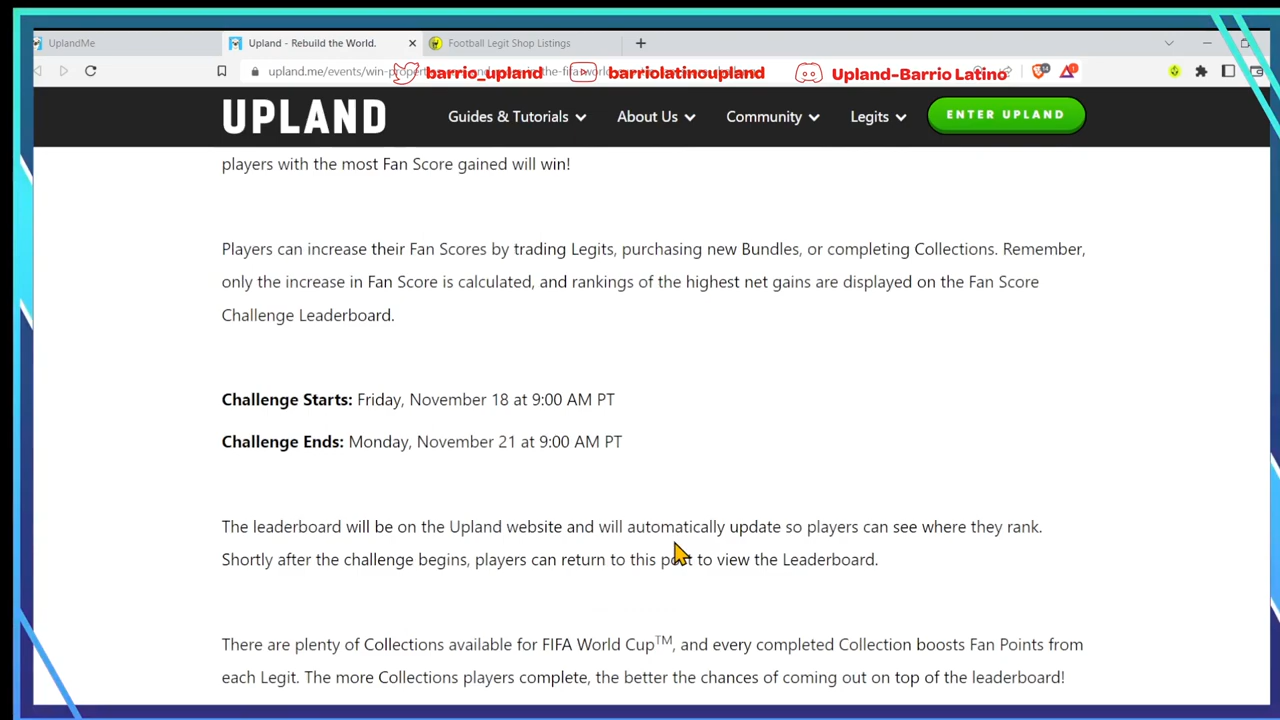 UplandMe
Upland - Rebuild the World.
Football Legit Shop Listings
barrio_upland
barriolatinoupland
Upland-Barrio Latino
UPLAND
Guides & Tutorials
About Us
Community
Legits
ENTER UPLAND
players with the most Fan Score gained will win!
Players can increase their Fan Scores by trading Legits, purchasing new Bundles, or completing Collections. Remember,
only the increase in Fan Score is calculated, and rankings of the highest net gains are displayed on the Fan Score
Challenge Leaderboard.
Challenge Starts: Friday, November 18 at 9:00 AM PT
Challenge Ends: Monday, November 21 at 9:00 AM PT
The leaderboard will be on the Upland website and will automatically update so players can see where they rank.
Shortly after the challenge begins, players can return to this post to view the Leaderboard.
There are plenty of Collections available for FIFA World Cup™, and every completed Collection boosts Fan Points from
each Legit. The more Collections players complete, the better the chances of coming out on top of the leaderboard!